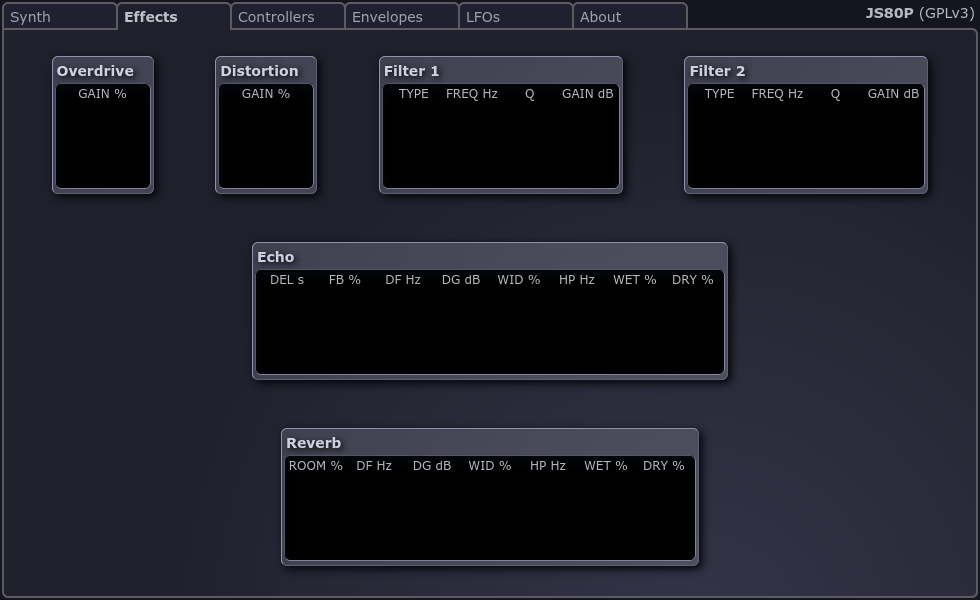 Synth Effects Controllers Envelopes LFOs About JS80P (GPLv3)
Overdrive Distortion Filter 1 Filter 2
GAIN % GAIN % TYPE FREQ Hz Q GAIN dB TYPE FREQ Hz Q GAIN dB
Echo
DEL s FB % DF Hz DG dB WID % HP Hz WET % DRY %
Reverb
ROOM % DF Hz DG dB WID % HP Hz WET % DRY %